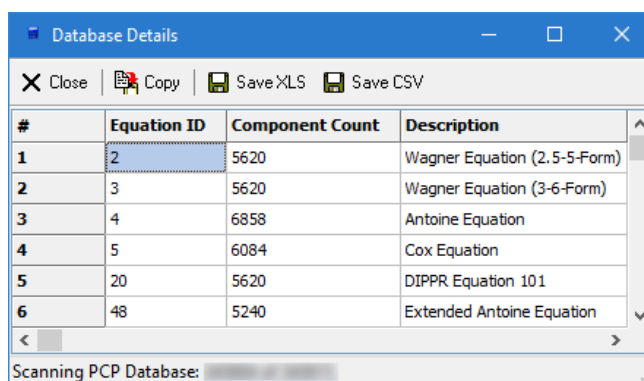 Database Details
Close Copy Save XLS Save CSV
# Equation ID Component Count Description
1 2 5620 Wagner Equation (2.5-5-Form)
2 3 5620 Wagner Equation (3-6-Form)
3 4 6858 Antoine Equation
4 5 6084 Cox Equation
5 20 5620 DIPPR Equation 101
6 48 5240 Extended Antoine Equation
Scanning PCP Database: